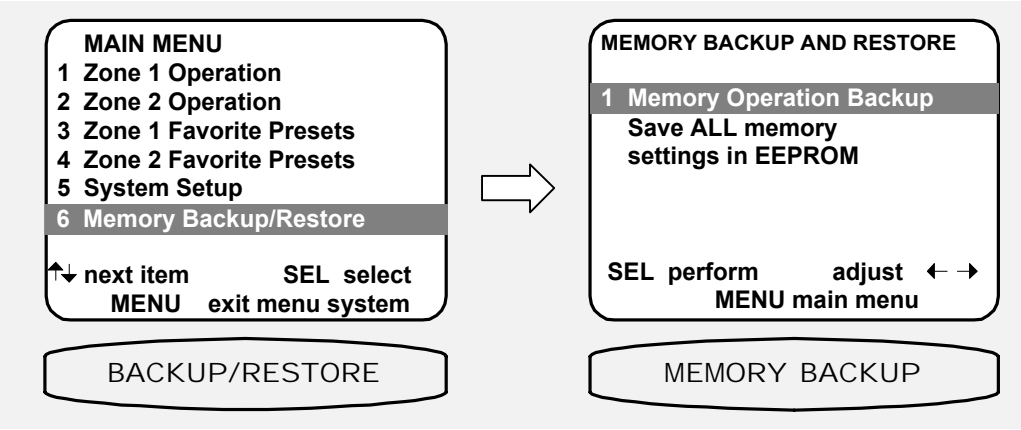 MAIN MENU
1 Zone 1 Operation
2 Zone 2 Operation
3 Zone 1 Favorite Presets
4 Zone 2 Favorite Presets
5 System Setup
6 Memory Backup/Restore
next item SEL select
MENU exit menu system
BACKUP/RESTORE
MEMORY BACKUP AND RESTORE
1 Memory Operation Backup
Save ALL memory
settings in EEPROM
SEL perform adjust ← →
MENU main menu
MEMORY BACKUP